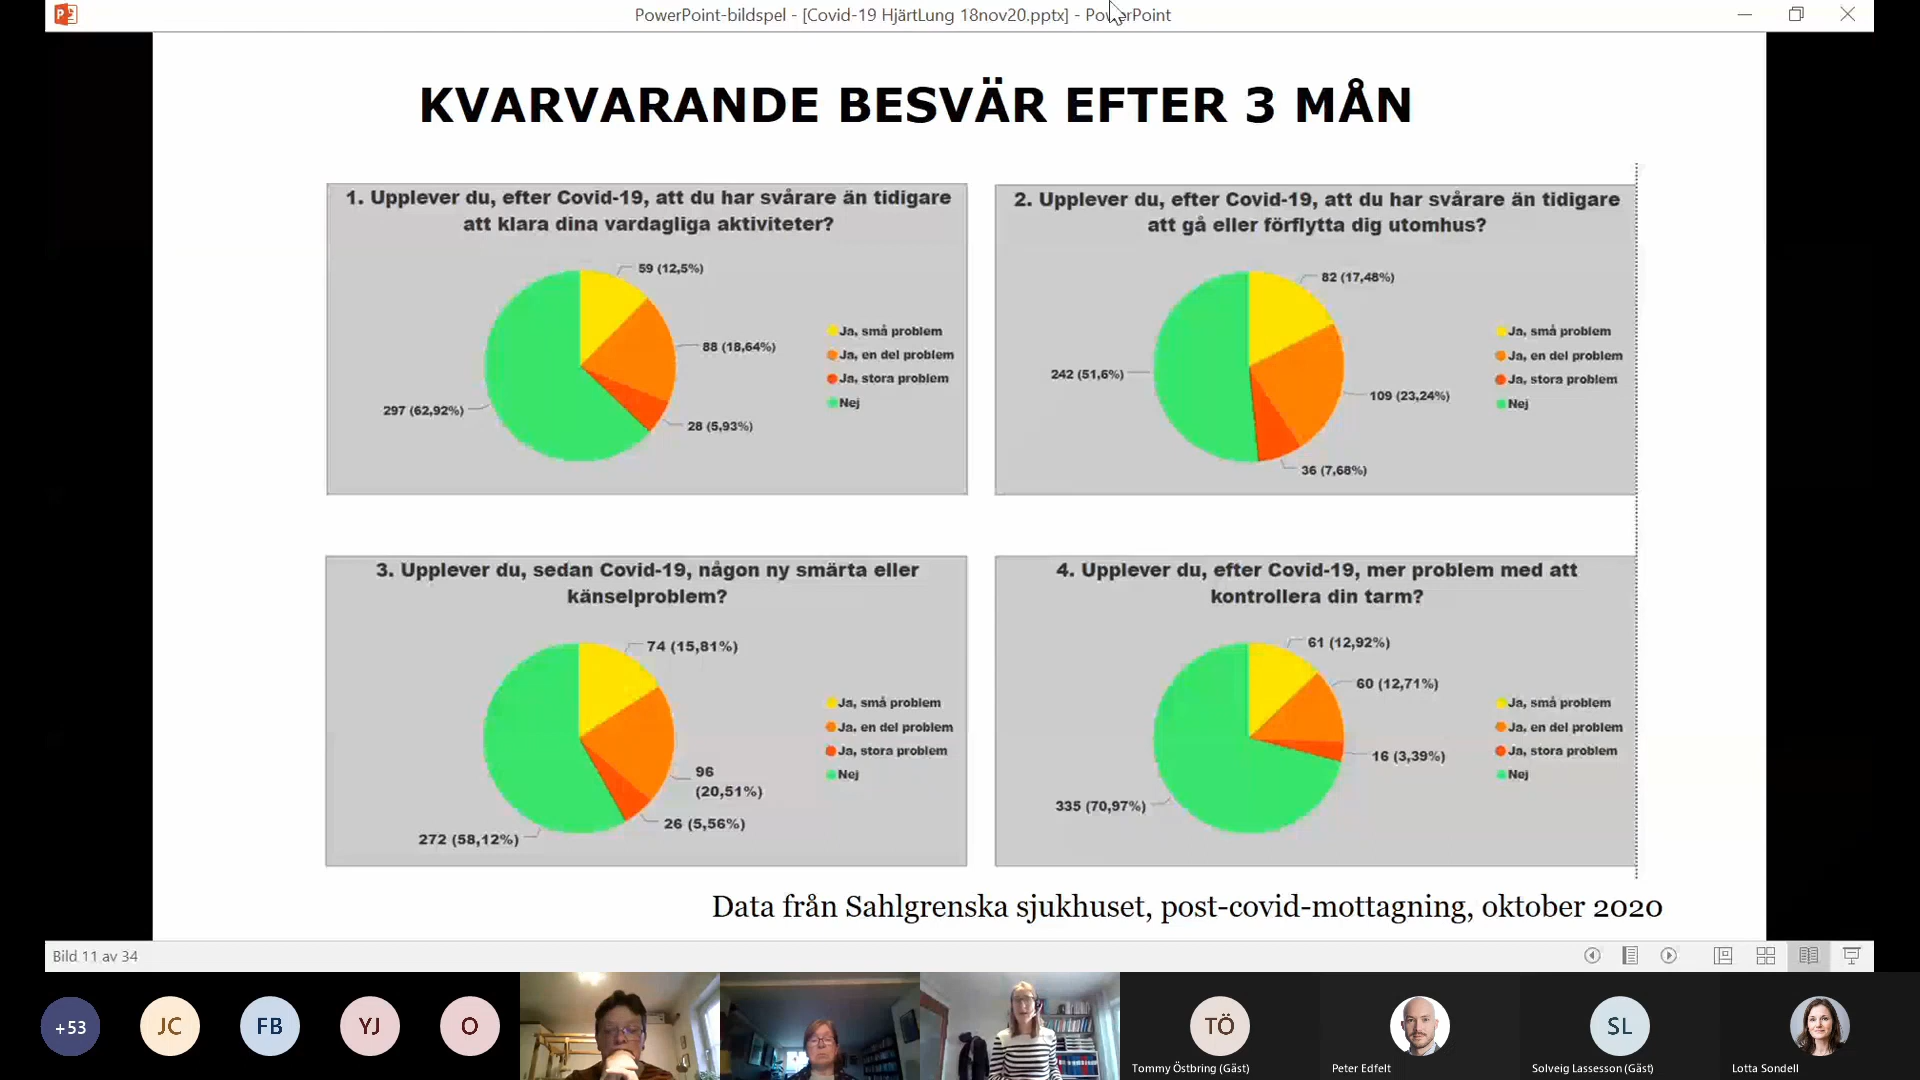 PowerPoint-bildspel - [Covid-19 HjärtLung 18nov20.pptx] - PowerPoint
KVARVARANDE BESVÄR EFTER 3 MÅN
1. Upplever du, efter Covid-19, att du har svårare än tidigare
att klara dina vardagliga aktiviteter?
59 (12,5%)
88 (18,64%)
28 (5,93%)
297 (62,92%)
Ja, små problem
Ja, en del problem
Ja, stora problem
Nej
2. Upplever du, efter Covid-19, att du har svårare än tidigare
att gå eller förflytta dig utomhus?
82 (17,48%)
109 (23,24%)
36 (7,68%)
242 (51,6%)
Ja, små problem
Ja, en del problem
Ja, stora problem
Nej
3. Upplever du, sedan Covid-19, någon ny smärta eller
känselproblem?
74 (15,81%)
96
(20,51%)
26 (5,56%)
272 (58,12%)
Ja, små problem
Ja, en del problem
Ja, stora problem
Nej
4. Upplever du, efter Covid-19, mer problem med att
kontrollera din tarm?
61 (12,92%)
60 (12,71%)
16 (3,39%)
335 (70,97%)
Ja, små problem
Ja, en del problem
Ja, stora problem
Nej
Data från Sahlgrenska sjukhuset, post-covid-mottagning, oktober 2020
Bild 11 av 34
+53
JC
FB
YJ
O
TÖ
SL
Tommy Östbring (Gäst)
Peter Edfelt
Solveig Lassesson (Gäst)
Lotta Sondell